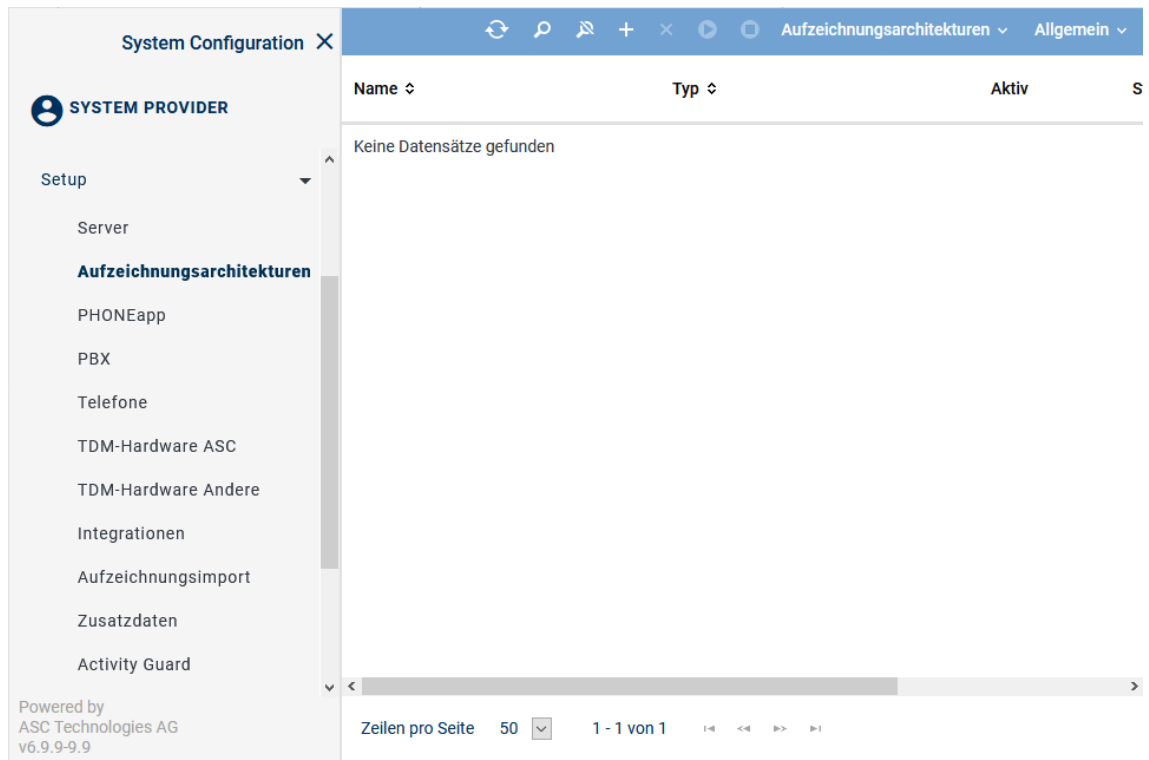 System Configuration
SYSTEM PROVIDER
Setup
Server
Aufzeichnungsarchitekturen
PHONEapp
PBX
Telefone
TDM-Hardware ASC
TDM-Hardware Andere
Integrationen
Aufzeichnungsimport
Zusatzdaten
Activity Guard
Powered by
ASC Technologies AG
v6.9.9-9.9
Aufzeichnungsarchitekturen Allgemein
Name Typ Aktiv S
Keine Datensätze gefunden
Zeilen pro Seite 50 1 - 1 von 1